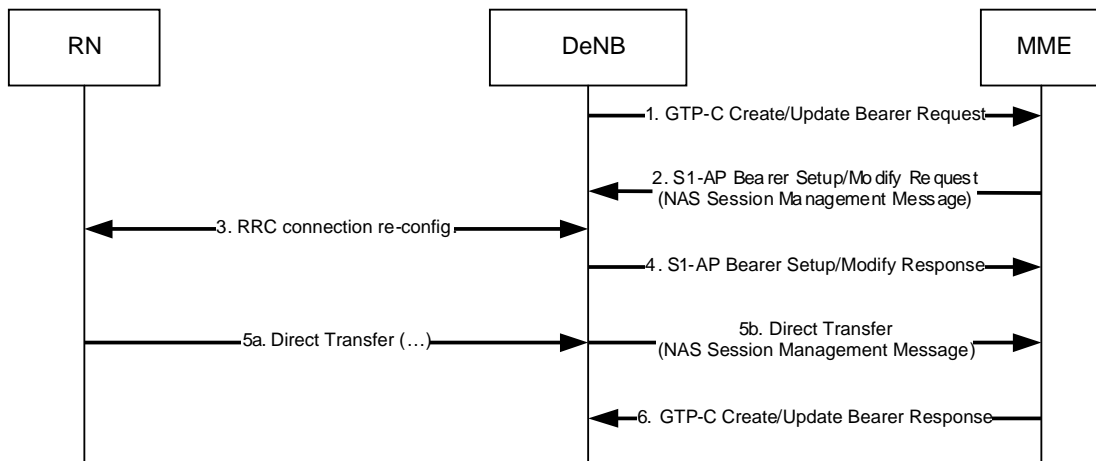 RN
DeNB
MME
1. GTP-C Create/Update Bearer Request
2. S1-AP Bearer Setup/Modify Request
(NAS Session Management Message)
3. RRC connection re-config.
4. S1-AP Bearer Setup/Modify Response
5a. Direct Transfer (…)
5b. Direct Transfer
(NAS Session Management Message)
6. GTP-C Create/Update Bearer Response